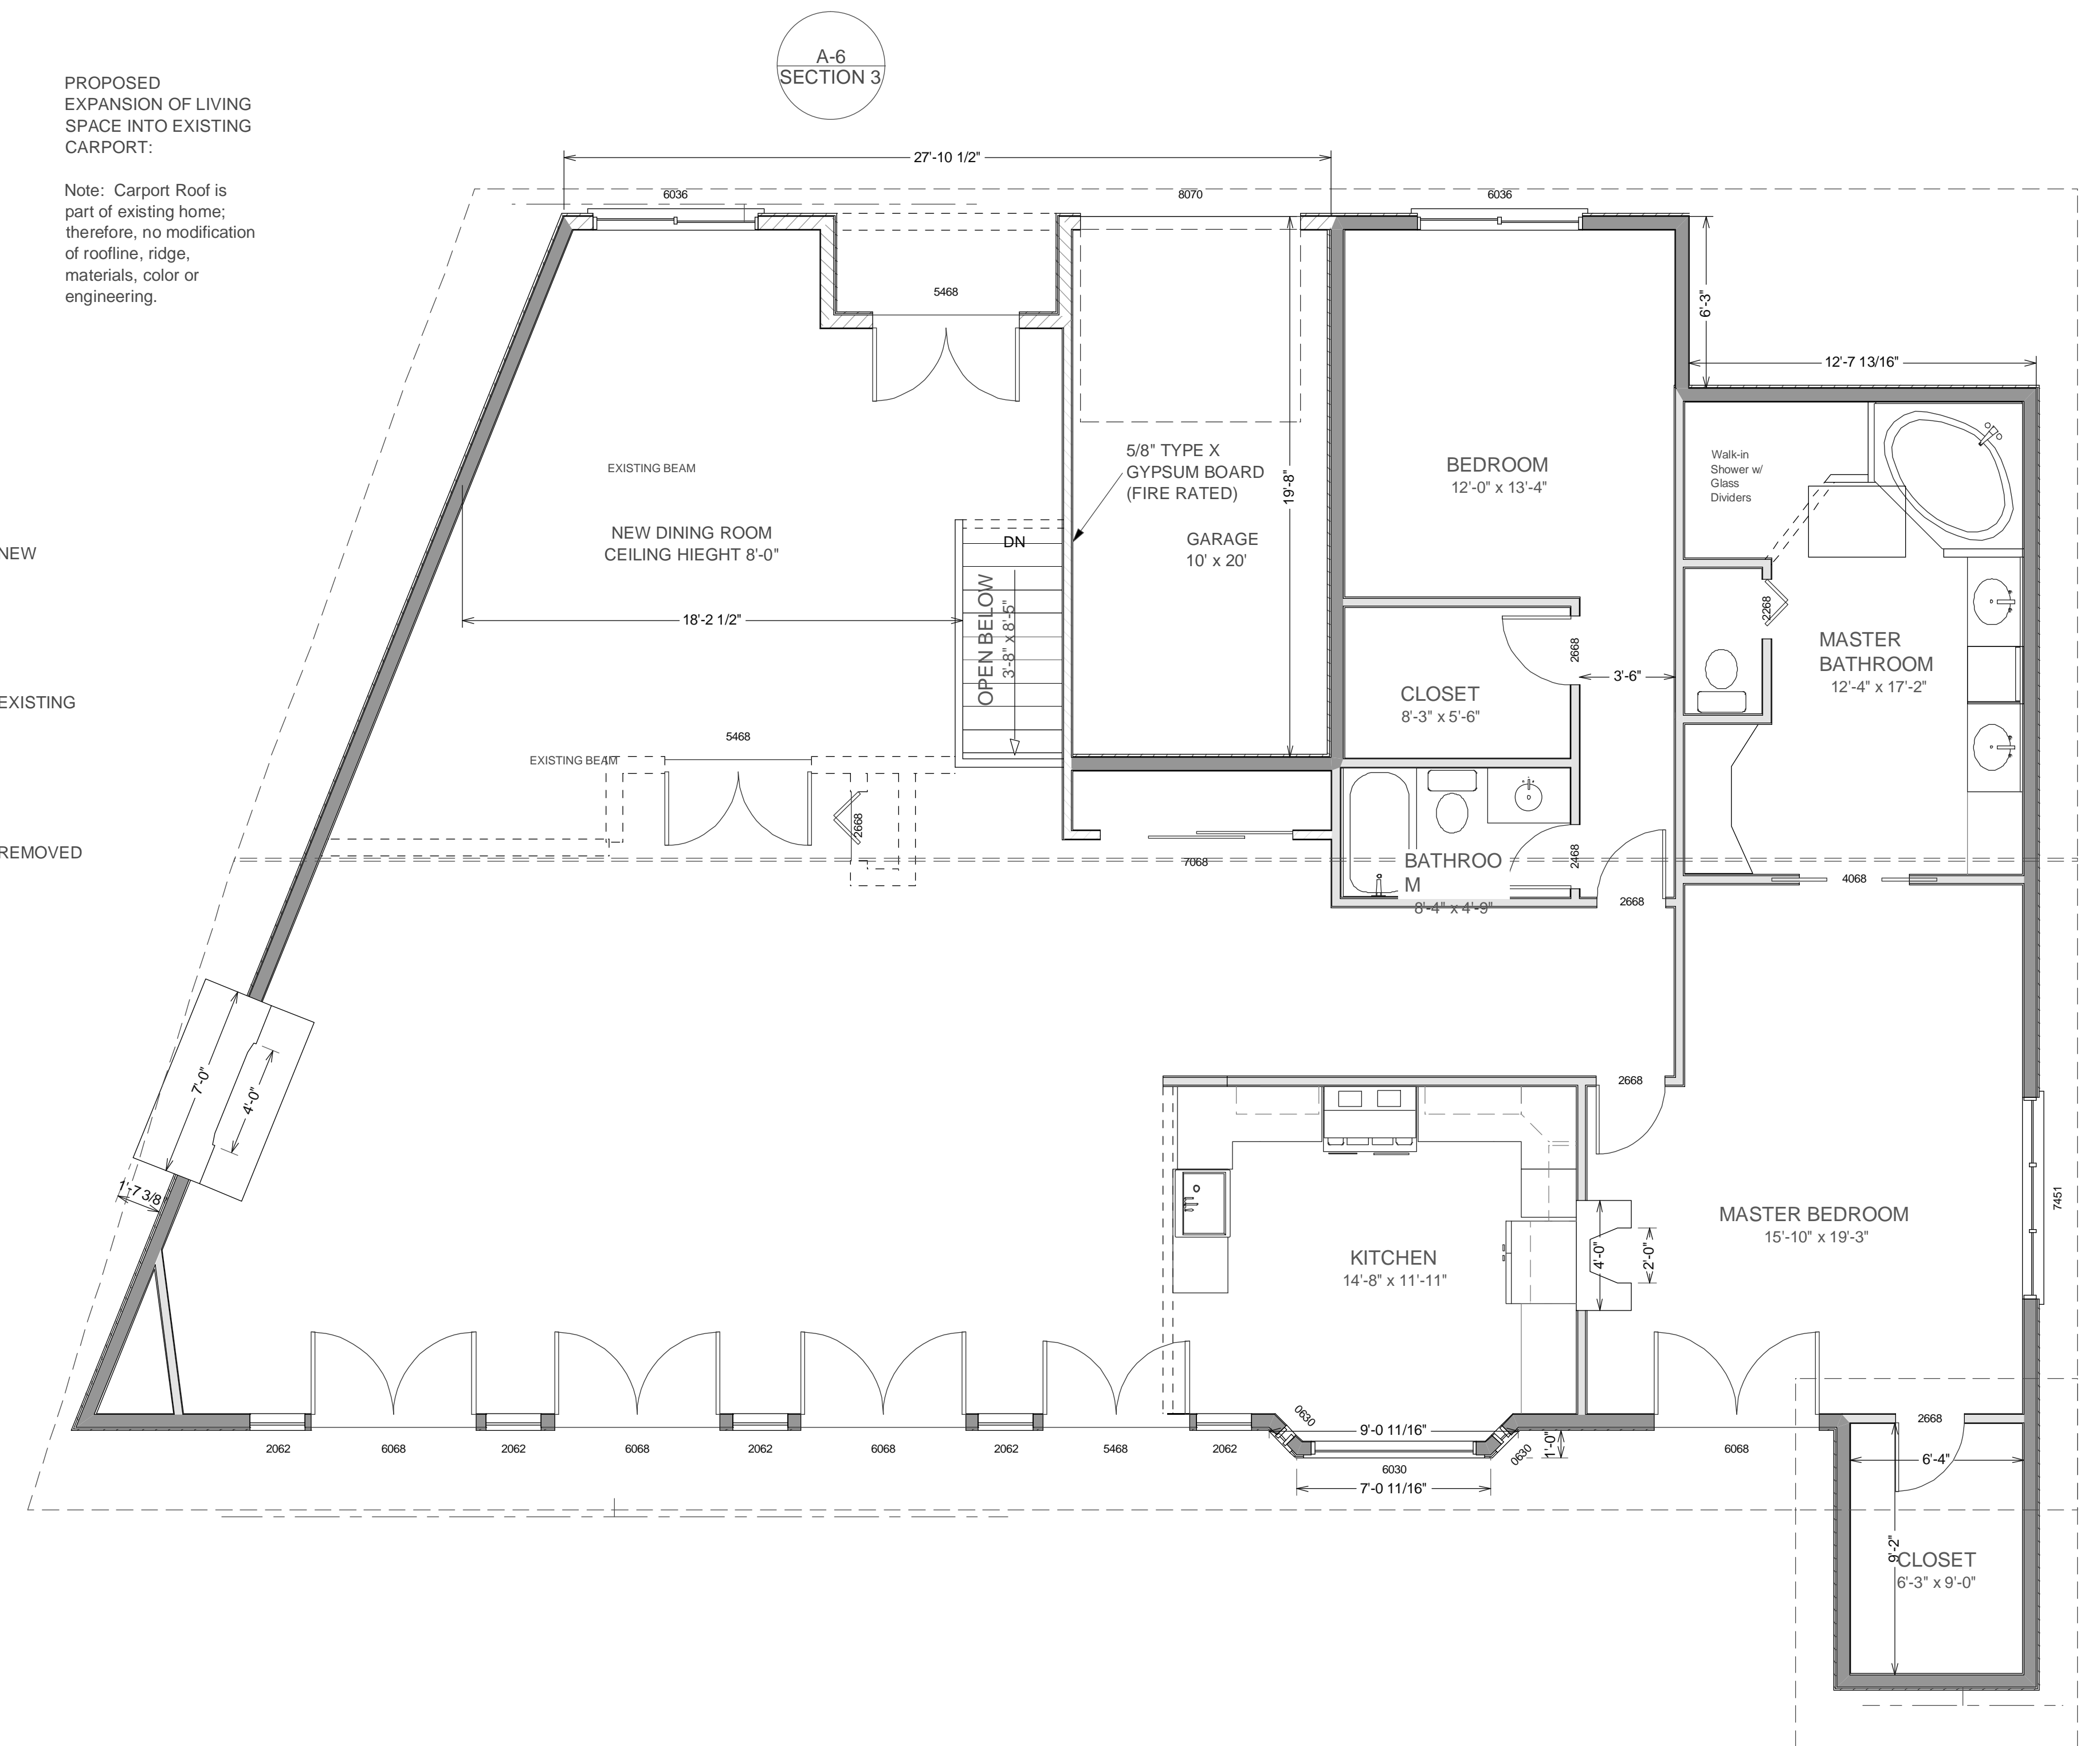 A-6
SECTION 3
PROPOSED
EXPANSION OF LIVING
SPACE INTO EXISTING
CARPORT:
Note: Carport Roof is
part of existing home;
therefore, no modification
of roofline, ridge,
materials, color or
engineering.
27'-10 1/2"
6036
8070
6036
5468
6'-3"
12'-7 13/16"
EXISTING BEAM
5/8" TYPE X
GYPSUM BOARD
(FIRE RATED)
19'-8"
BEDROOM
12'-0" x 13'-4"
Walk-in
Shower w/
Glass
Dividers
NEW DINING ROOM
CEILING HIEGHT 8'-0"
DN
GARAGE
10' x 20'
NEW
OPEN BELOW
3'-8" x 8'-5"
18'-2 1/2"
2268
MASTER
BATHROOM
12'-4" x 17'-2"
2668
3'-6"
CLOSET
8'-3" x 5'-6"
EXISTING
5468
EXISTING BEAM
2668
REMOVED
7068
BATHROO
M
8'-4" x 4'-9"
2468
2668
4068
2668
7'-0"
4'-0"
1'-7 3/8
MASTER BEDROOM
15'-10" x 19'-3"
7451
KITCHEN
14'-8" x 11'-11"
4'-0"
2'-0"
2062
6068
2062
6068
2062
6068
2062
5468
2062
0630
9'-0 11/16"
6030
7'-0 11/16"
0630
1'-0"
6068
2668
6'-4"
9'-2"
CLOSET
6'-3" x 9'-0"